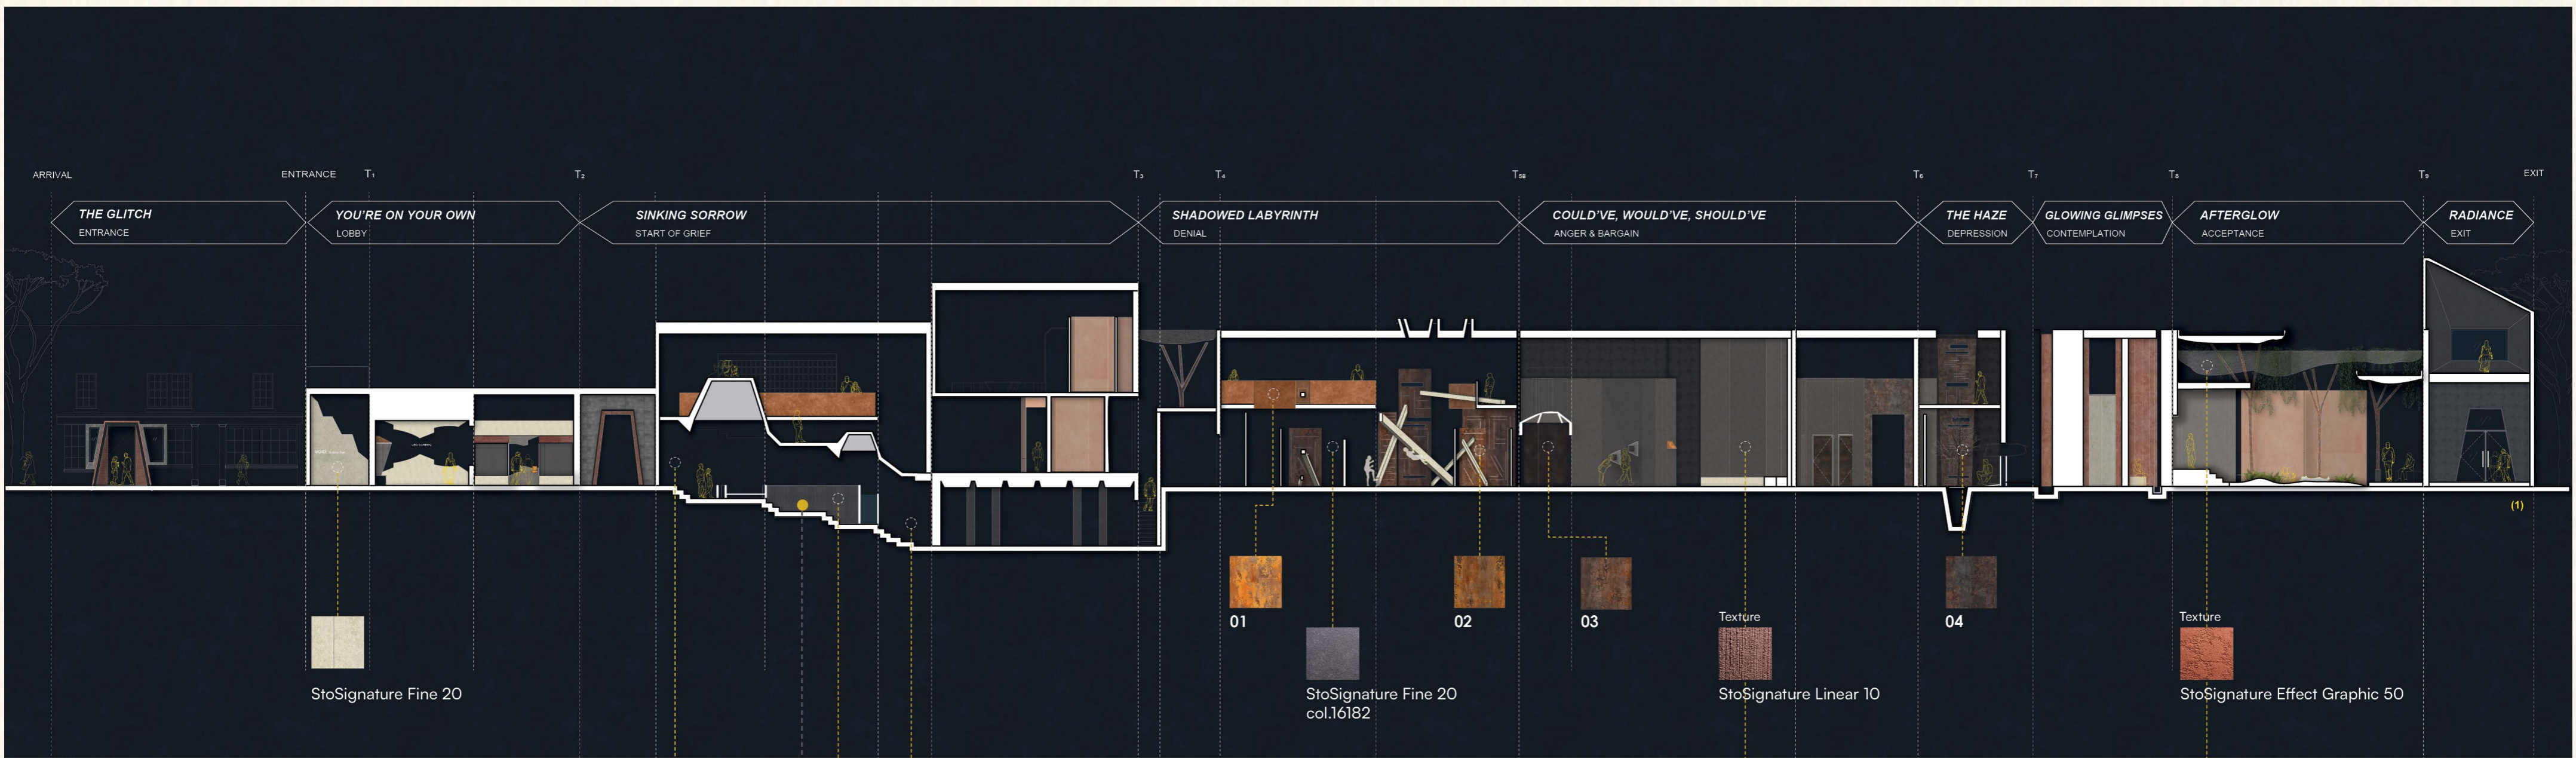 ARRIVAL
ENTRANCE
T₁
T₂
T₃
T₄
T₅B
T₆
T₇
T₈
T₉
EXIT
THE GLITCH
ENTRANCE
YOU'RE ON YOUR OWN
LOBBY
SINKING SORROW
START OF GRIEF
SHADOWED LABYRINTH
DENIAL
COULD'VE, WOULD'VE, SHOULD'VE
ANGER & BARGAIN
THE HAZE
DEPRESSION
GLOWING GLIMPSES
CONTEMPLATION
AFTERGLOW
ACCEPTANCE
RADIANCE
EXIT
(1)
01
02
03
04
StoSignature Fine 20
StoSignature Fine 20
col.16182
Texture
StoSignature Linear 10
Texture
StoSignature Effect Graphic 50